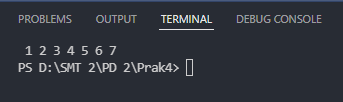 PROBLEMS OUTPUT TERMINAL DEBUG CONSOLE
1 2 3 4 5 6 7
PS D:\SMT 2\PD 2\Prak4>